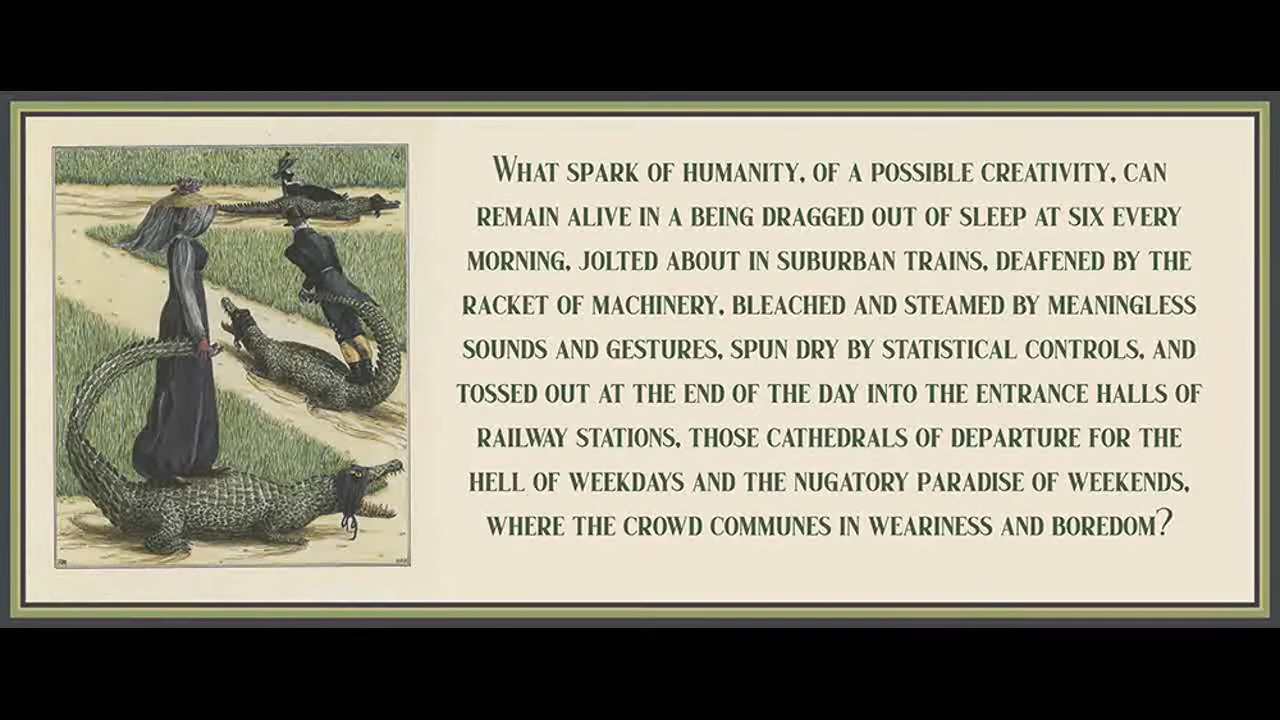 What spark of humanity, of a possible creativity, can
remain alive in a being dragged out of sleep at six every
morning, jolted about in suburban trains, deafened by the
racket of machinery, bleached and steamed by meaningless
sounds and gestures, spun dry by statistical controls, and
tossed out at the end of the day into the entrance halls of
railway stations, those cathedrals of departure for the
hell of weekdays and the nugatory paradise of weekends,
where the crowd communes in weariness and boredom?